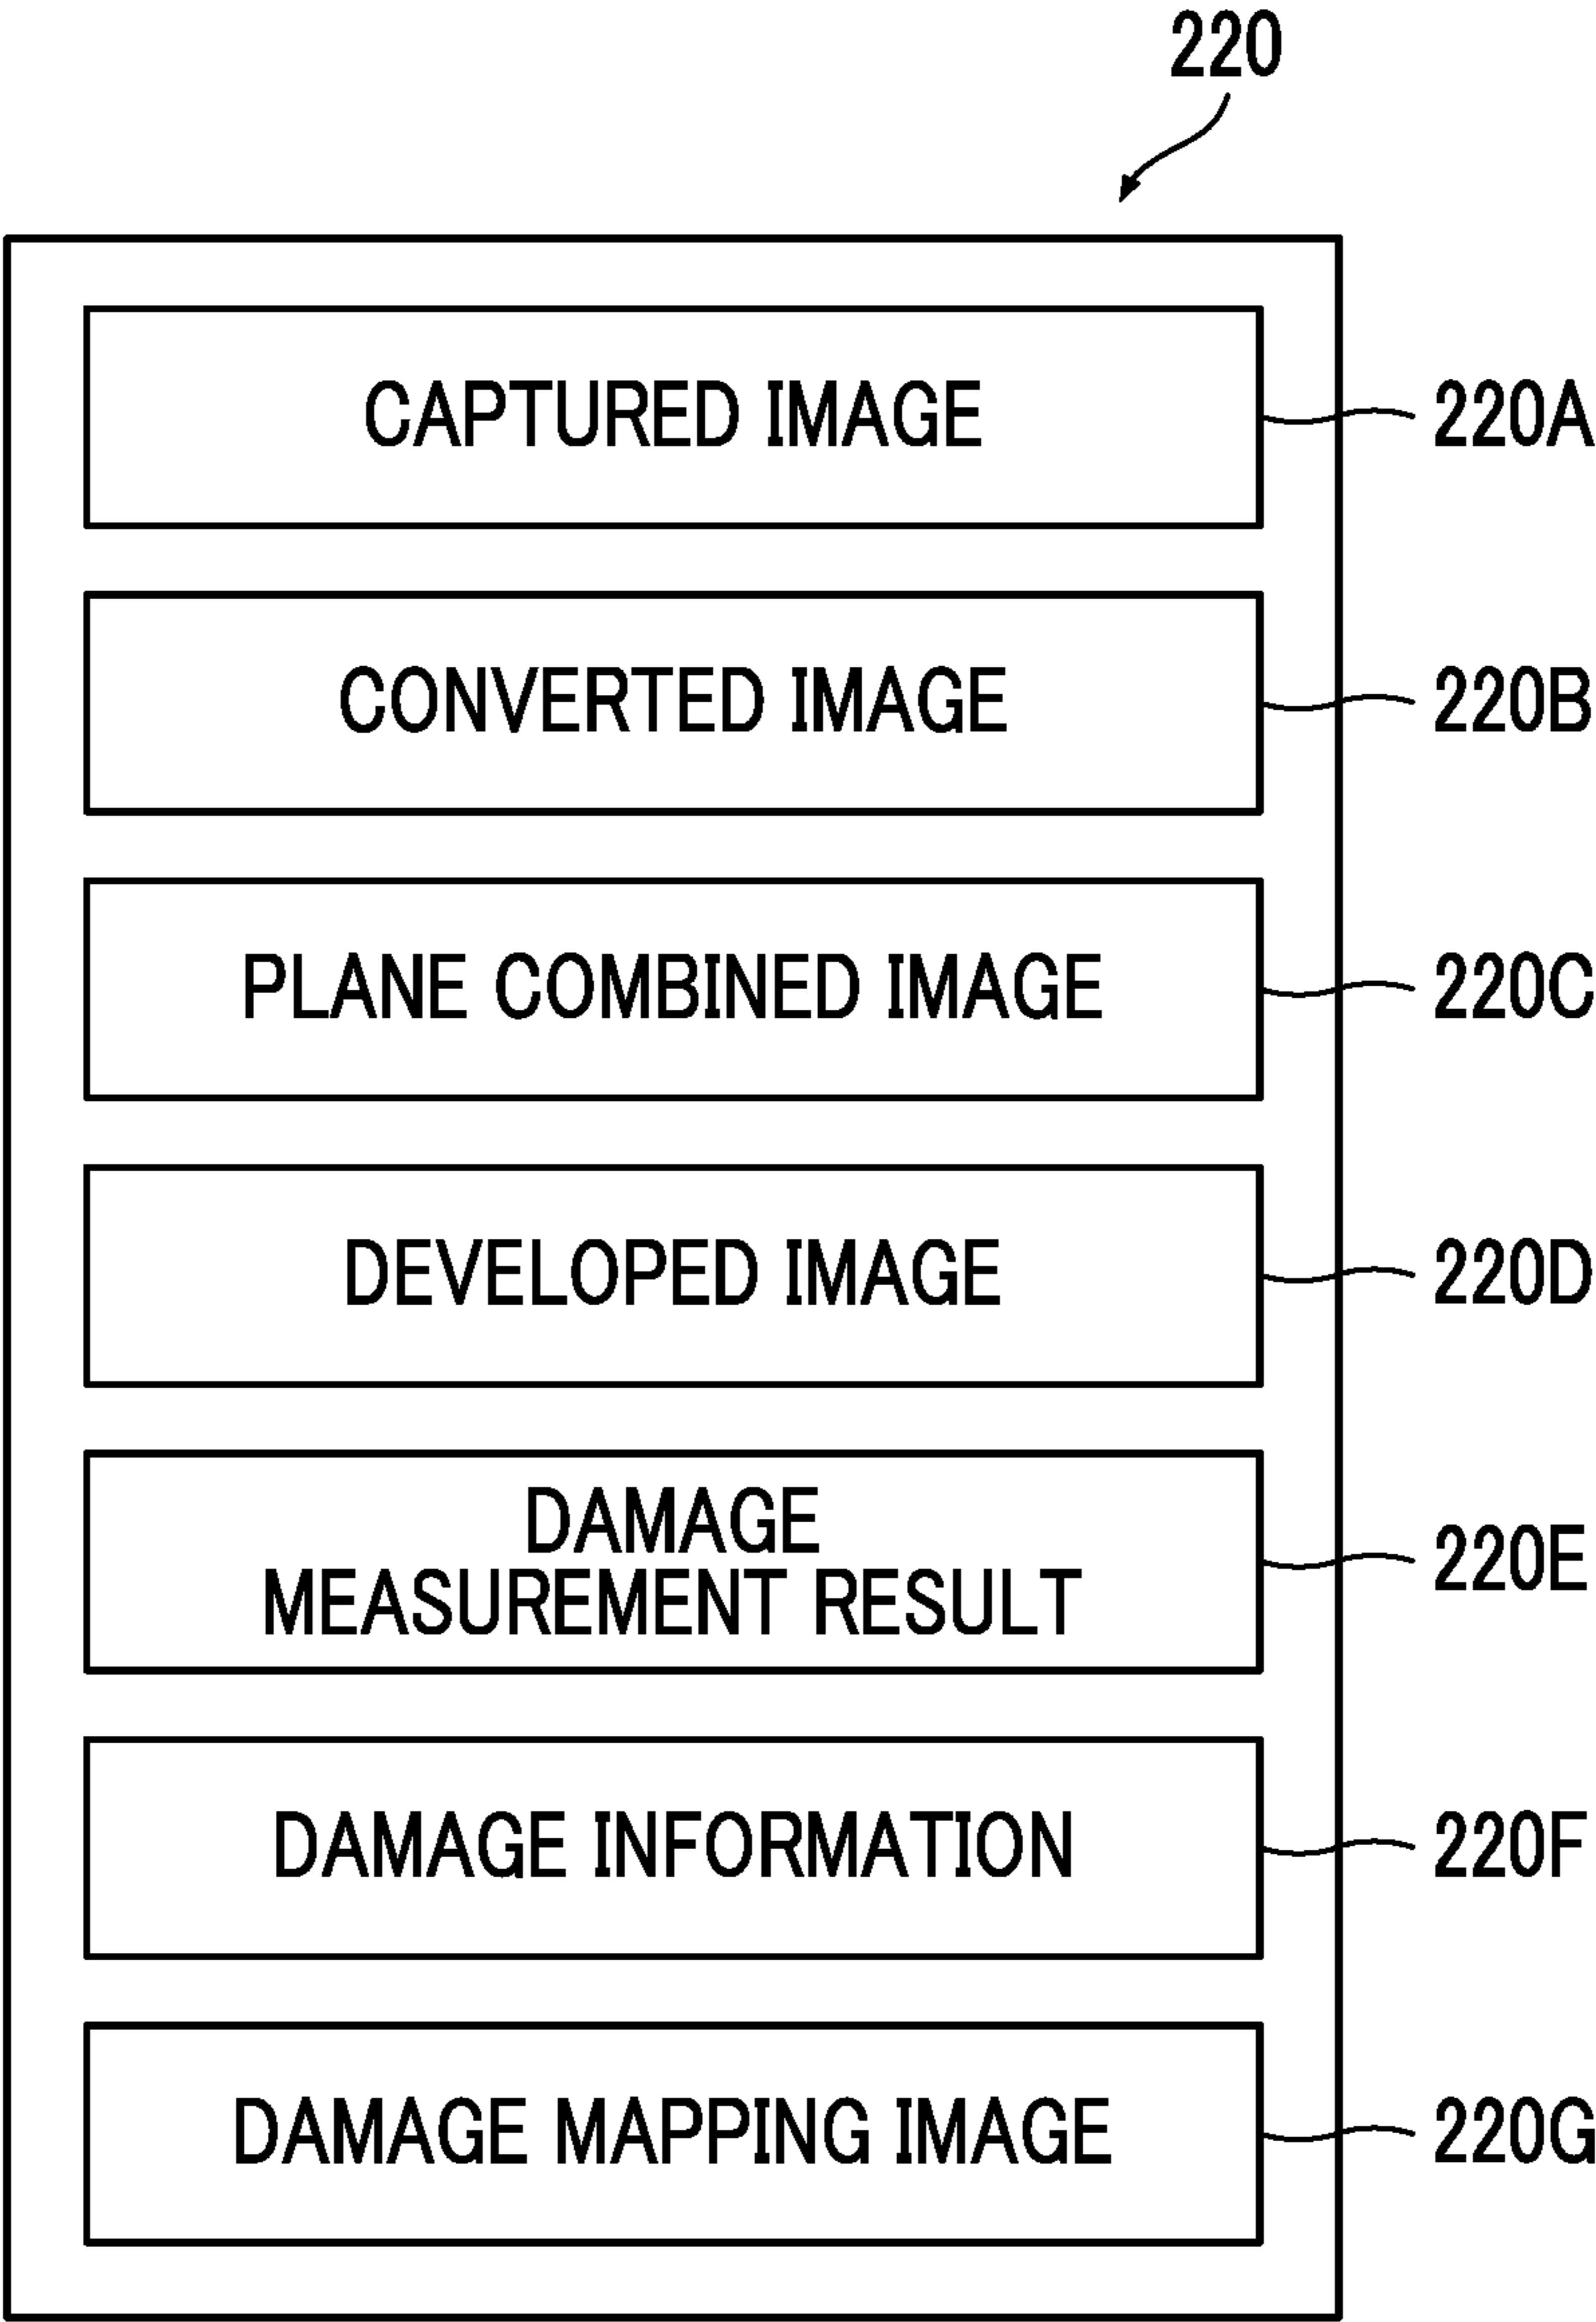 220
CAPTURED IMAGE 220A
CONVERTED IMAGE 220B
PLANE COMBINED IMAGE 220C
DEVELOPED IMAGE 220D
DAMAGE
MEASUREMENT RESULT 220E
DAMAGE INFORMATION 220F
DAMAGE MAPPING IMAGE 220G